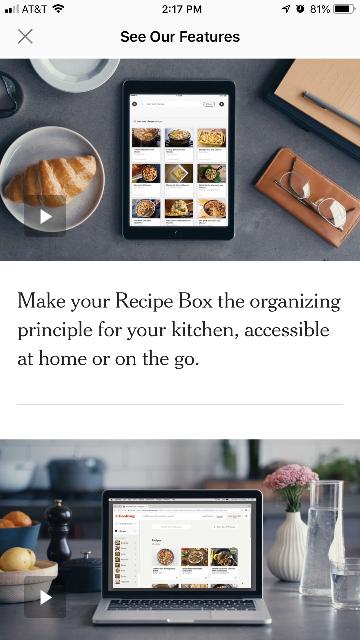 AT&T
2:17 PM
81%
See Our Features
Make your Recipe Box the organizing
principle for your kitchen, accessible
at home or on the go.
Cooking
Recipes